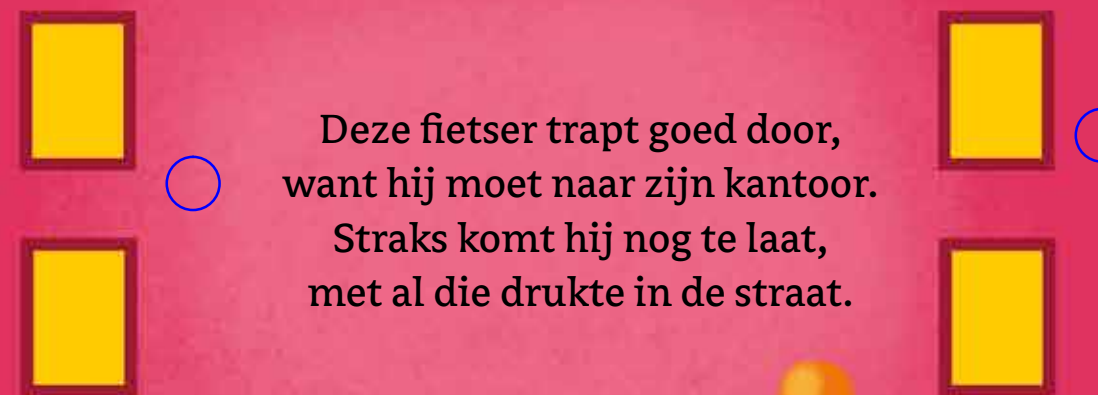 Deze fietser trapt goed door,
want hij moet naar zijn kantoor.
Straks komt hij nog te laat,
met al die drukte in de straat.